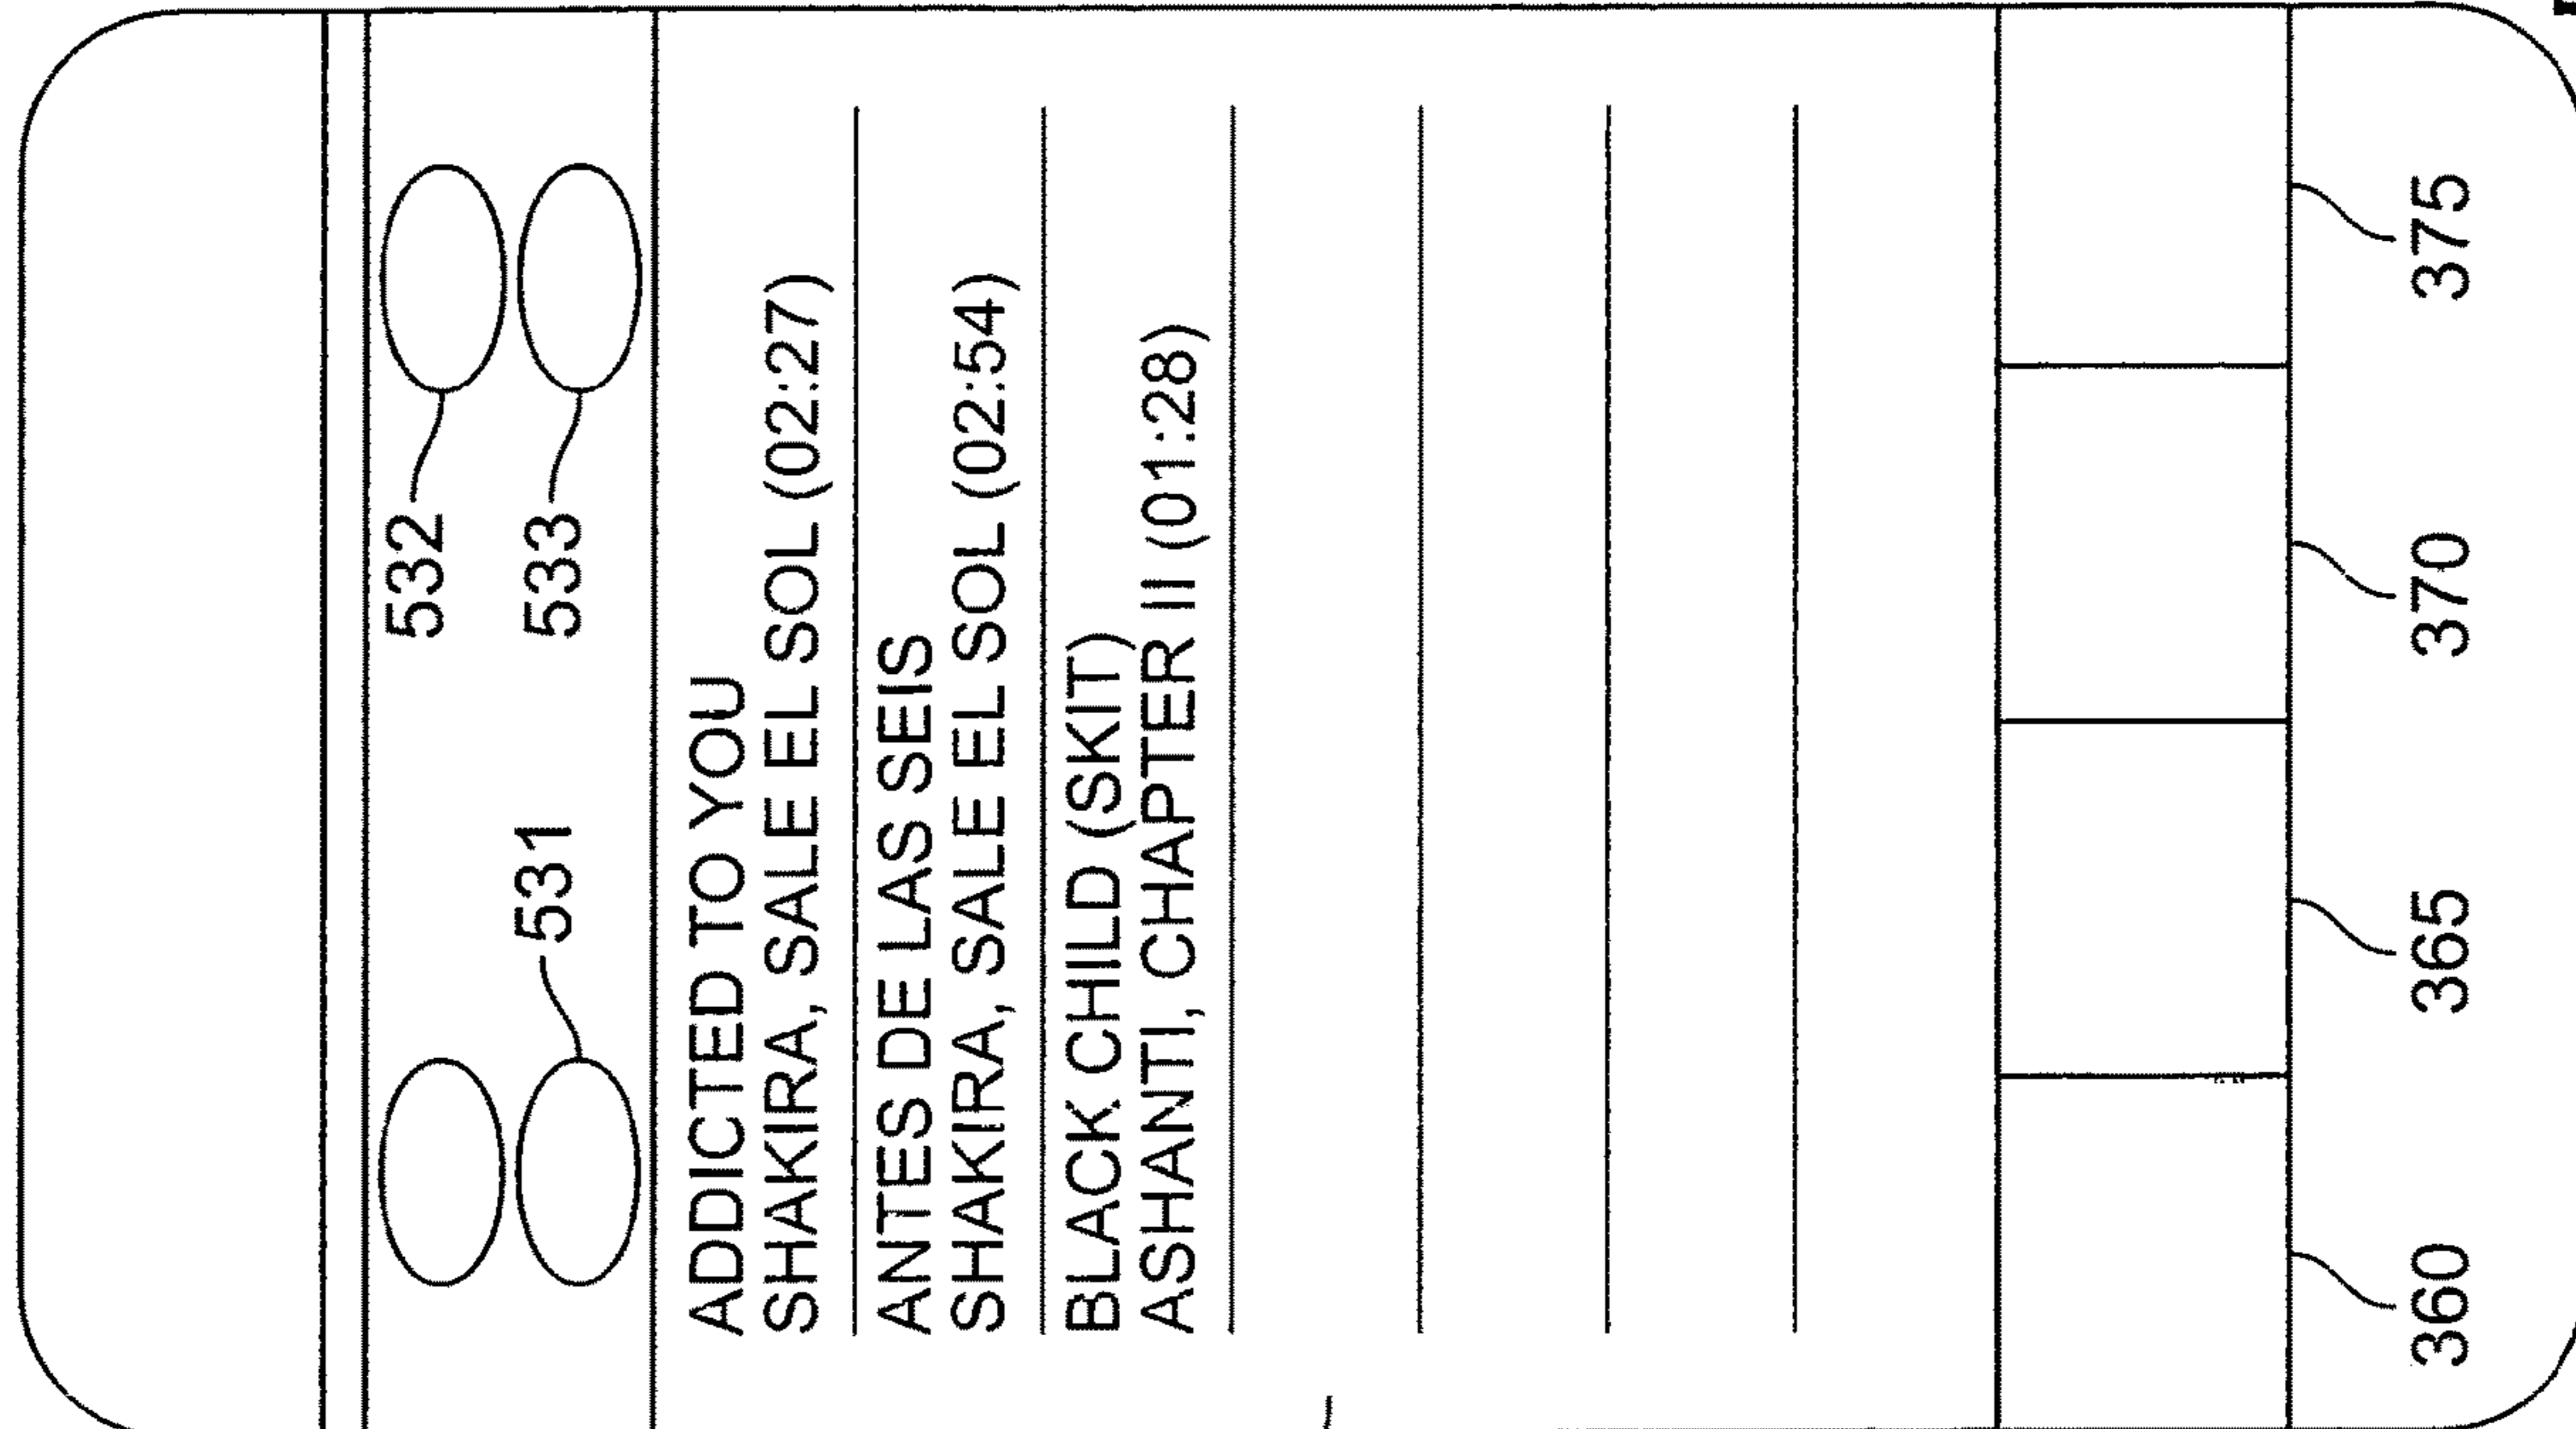 532
531
533
ADDICTED TO YOU
SHAKIRA, SALE EL SOL (02:27)
ANTES DE LAS SEIS
SHAKIRA, SALE EL SOL (02:54)
BLACK CHILD (SKIT)
ASHANTI, CHAPTER II (01:28)
360 365 370 375